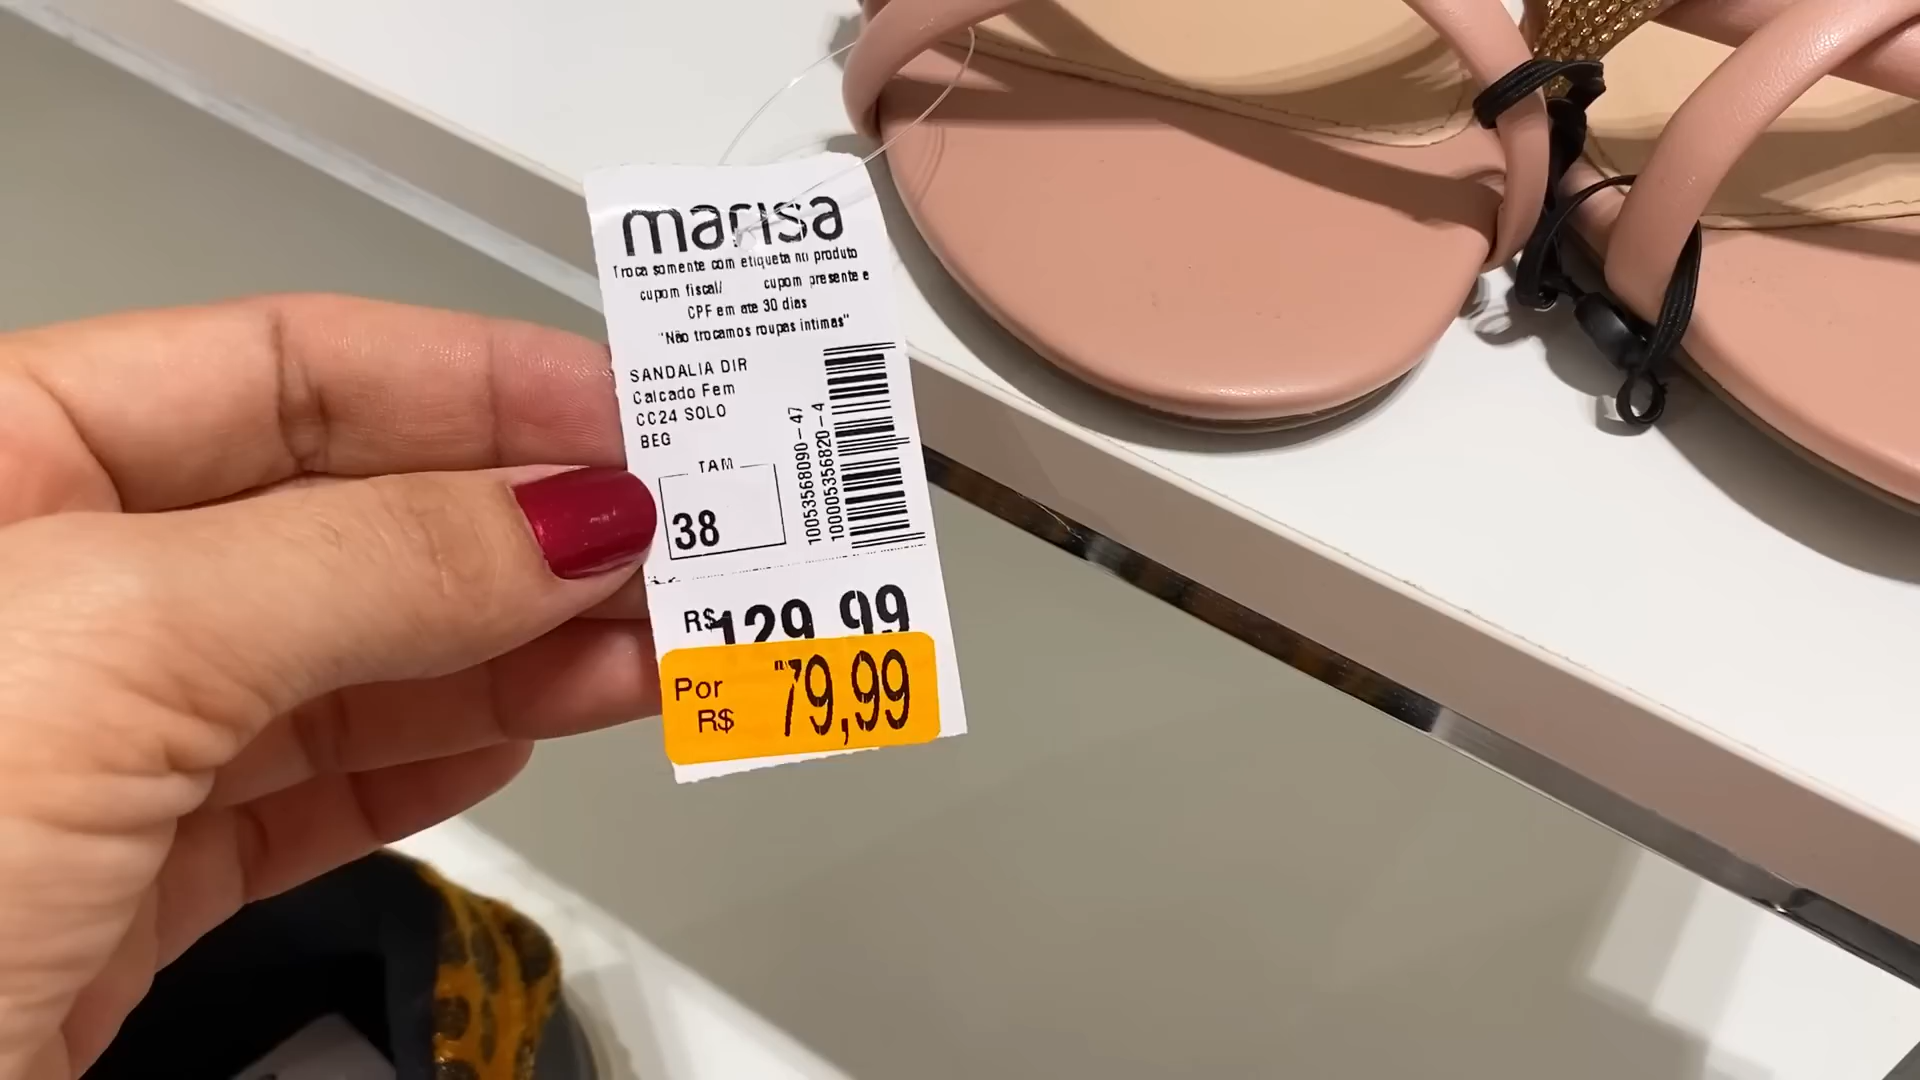 marisa
Troca somente com etiqueta no produto
cupom fiscal/ cupom presente e
CPF em ate 30 dias
"Não trocamos roupas intimas"
SANDALIA DIR
Calcado Fem
CC24 SOLO
BEG
TAM
38
10053568090-47
100005356820-4
R$129,99
Por
R$ 79,99